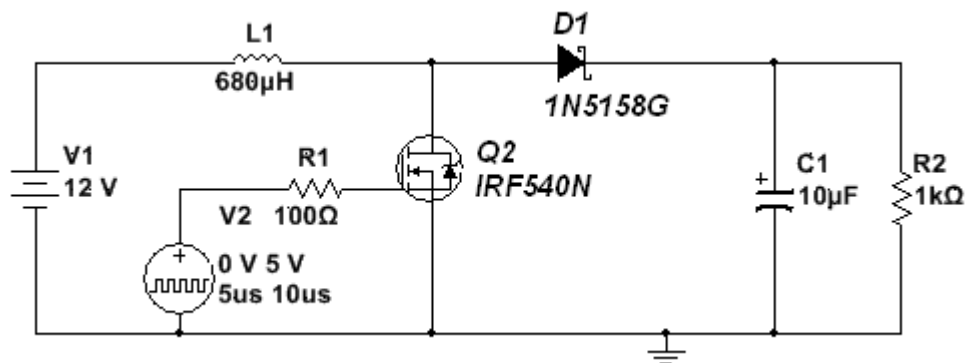 L1
680µH
D1
1N5158G
V1
12 V
R1
100Ω
V2
Q2
IRF540N
0 V 5 V
5us 10us
+
C1
10µF
+
R2
1kΩ